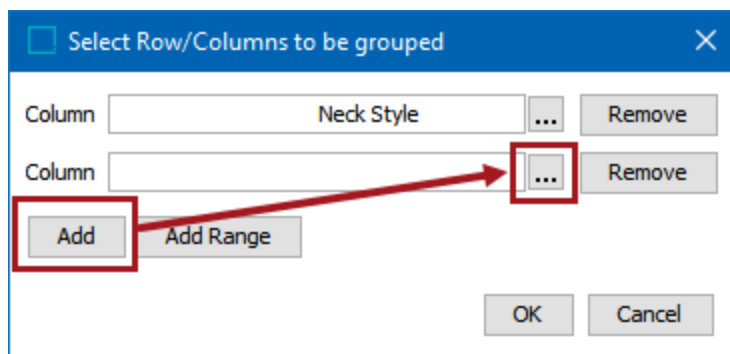 Select Row/Columns to be grouped
Column Neck Style ... Remove
Column ... Remove
Add Add Range
OK Cancel